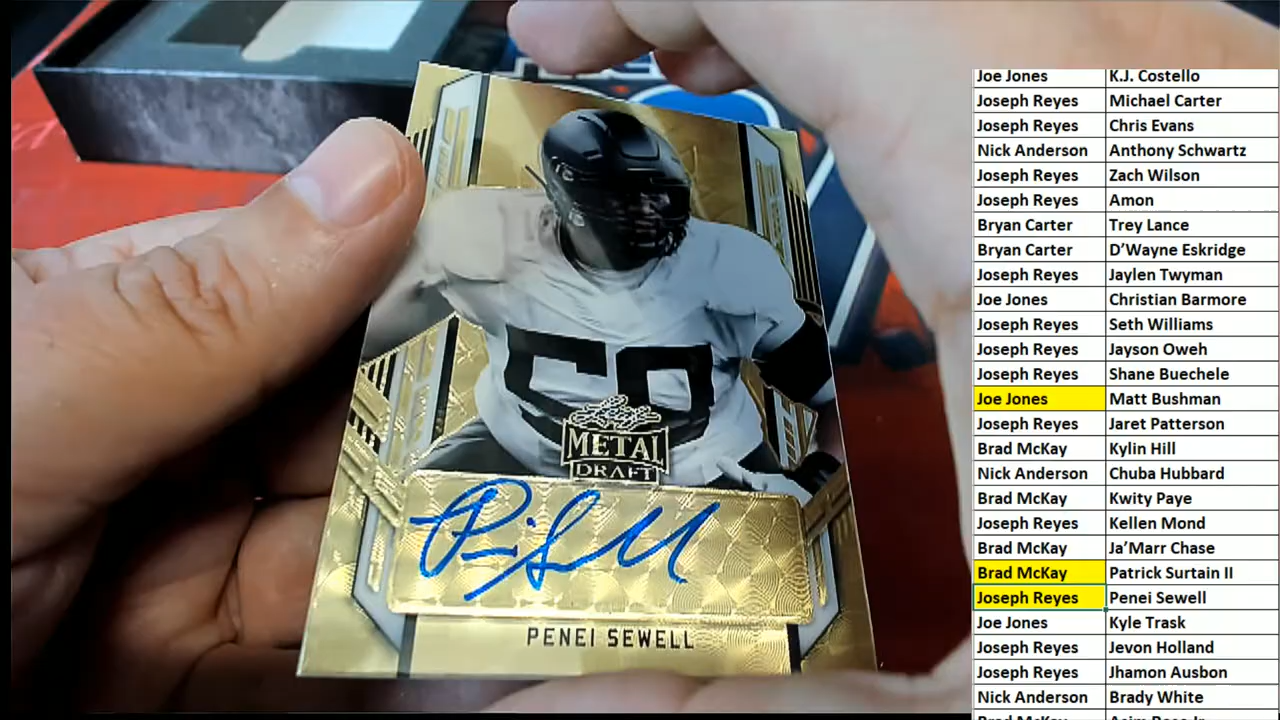 58
Leaf
METAL
DRAFT
PENEI SEWELL
Joe Jones K.J. Costello
Joseph Reyes Michael Carter
Joseph Reyes Chris Evans
Nick Anderson Anthony Schwartz
Joseph Reyes Zach Wilson
Joseph Reyes Amon
Bryan Carter Trey Lance
Bryan Carter D’Wayne Eskridge
Joseph Reyes Jaylen Twyman
Joe Jones Christian Barmore
Joseph Reyes Seth Williams
Joseph Reyes Jayson Oweh
Joseph Reyes Shane Buechele
Joe Jones Matt Bushman
Joseph Reyes Jaret Patterson
Brad McKay Kylin Hill
Nick Anderson Chuba Hubbard
Brad McKay Kwity Paye
Joseph Reyes Kellen Mond
Brad McKay Ja’Marr Chase
Brad McKay Patrick Surtain II
Joseph Reyes Penei Sewell
Joe Jones Kyle Trask
Joseph Reyes Jevon Holland
Joseph Reyes Jhamon Ausbon
Nick Anderson Brady White